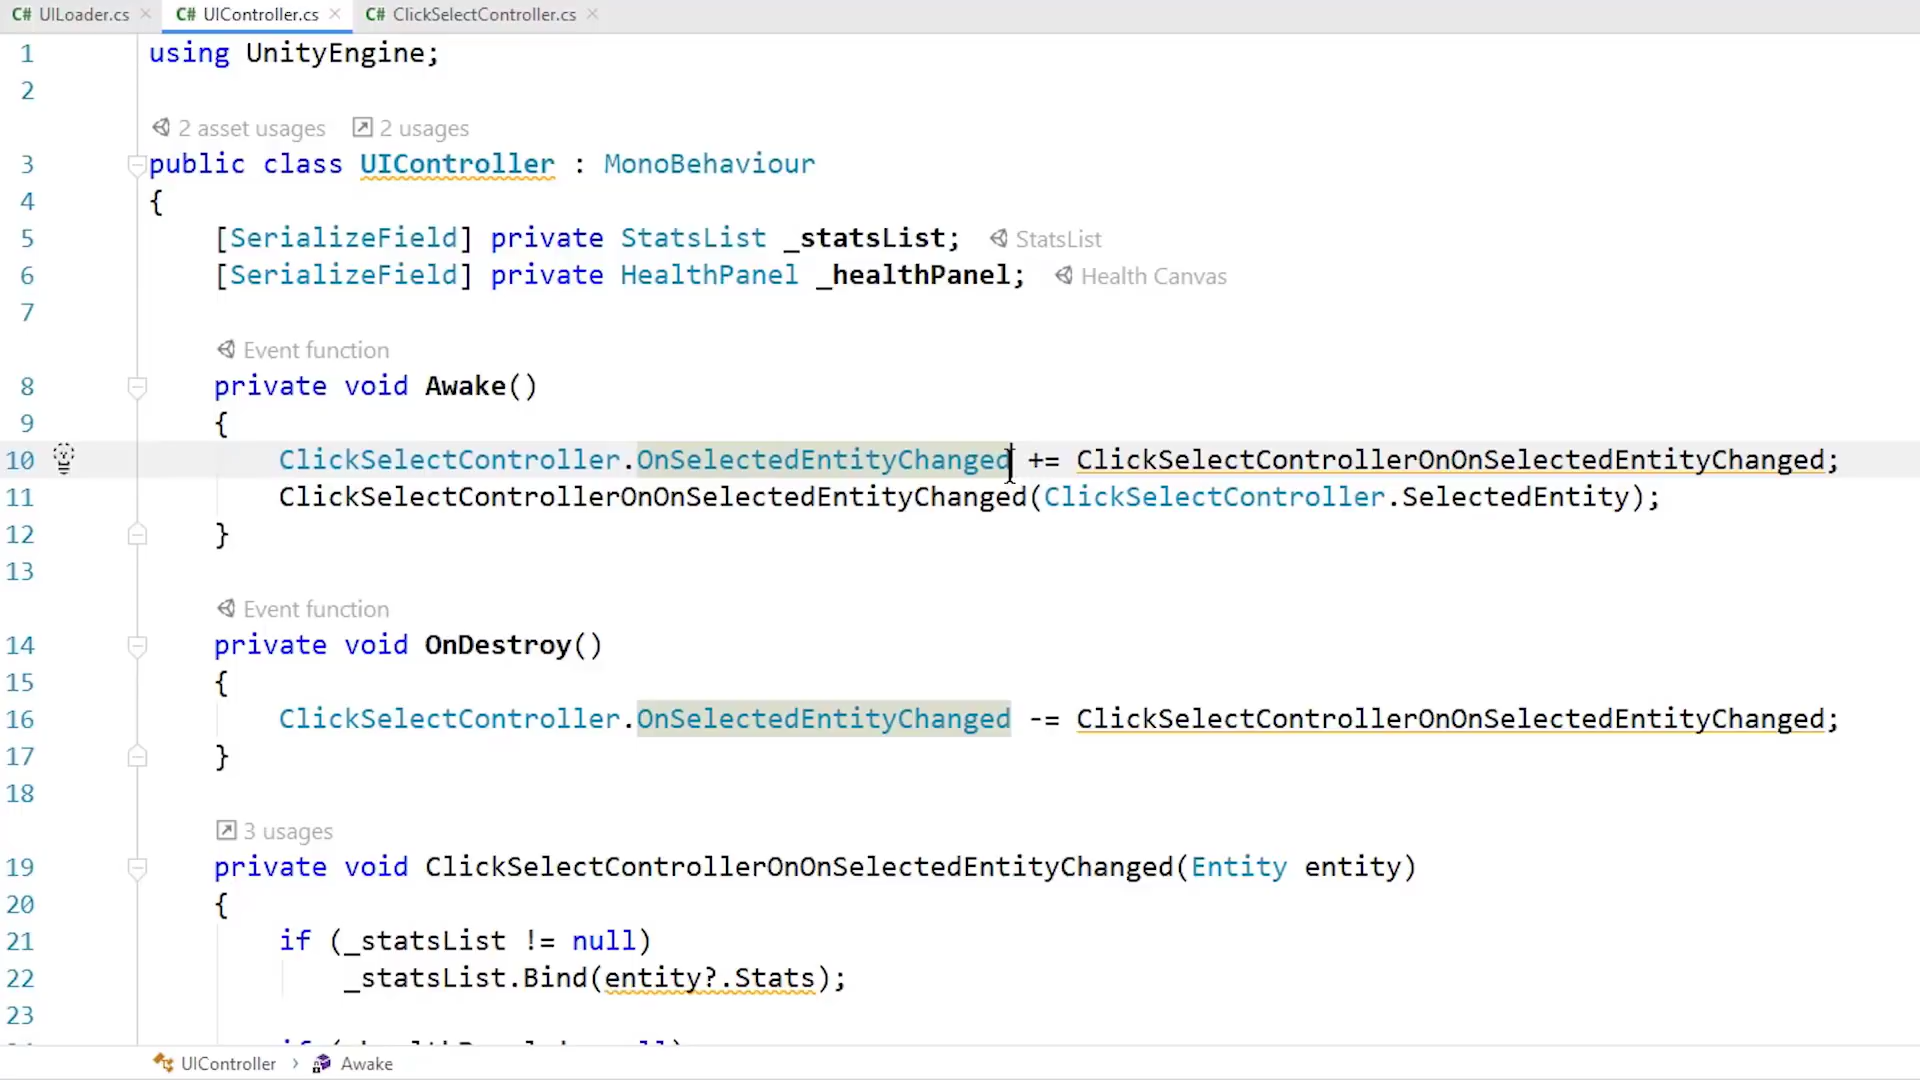 C# UILoader.cs × C# UIController.cs × C# ClickSelectController.cs ×
1 using UnityEngine;
2
2 asset usages 2 usages
3 public class UIController : MonoBehaviour
4 {
5 [SerializeField] private StatsList _statsList; StatsList
6 [SerializeField] private HealthPanel _healthPanel; Health Canvas
7
Event function
8 private void Awake()
9 {
10 ClickSelectController.OnSelectedEntityChanged += ClickSelectControllerOnOnSelectedEntityChanged;
11 ClickSelectControllerOnOnSelectedEntityChanged(ClickSelectController.SelectedEntity);
12 }
13
Event function
14 private void OnDestroy()
15 {
16 ClickSelectController.OnSelectedEntityChanged -= ClickSelectControllerOnOnSelectedEntityChanged;
17 }
18
3 usages
19 private void ClickSelectControllerOnOnSelectedEntityChanged(Entity entity)
20 {
21 if (_statsList != null)
22 _statsList.Bind(entity?.Stats);
23
UIController › Awake